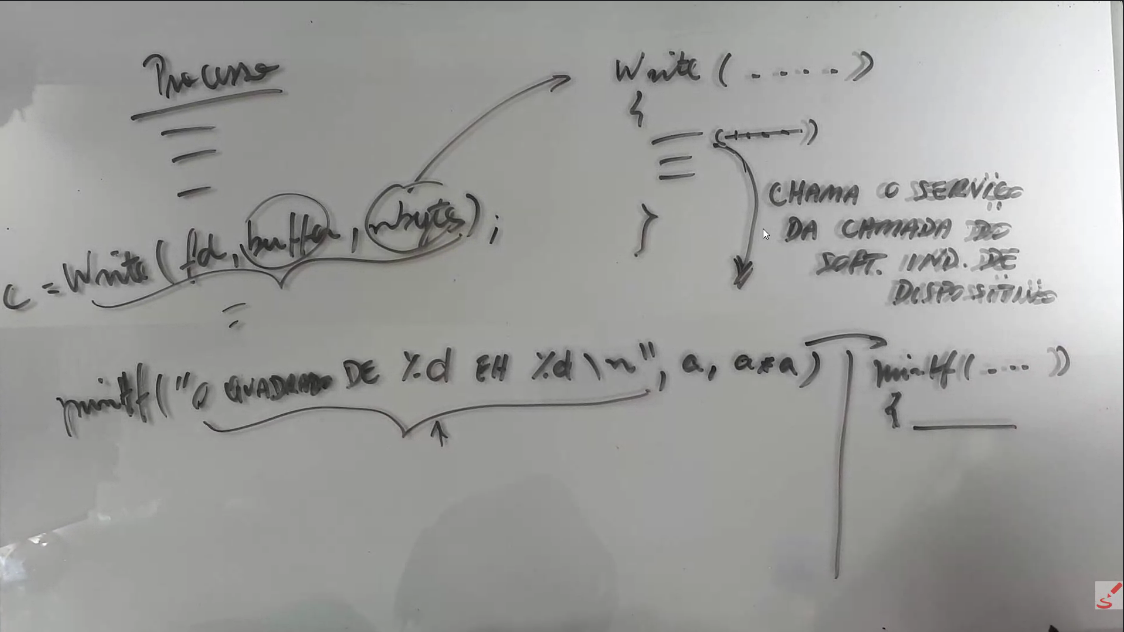 Processo
c = Write (fd, buffer, nbytes);
Write ( ..... )
{
}
CHAMA O SERVIÇO
DA CAMADA DO
SOFT. IND. DE
DISPOSITIVO
printf("O QUADRADO DE %d EH %d \n", a, a*a)
printf( .... )
{